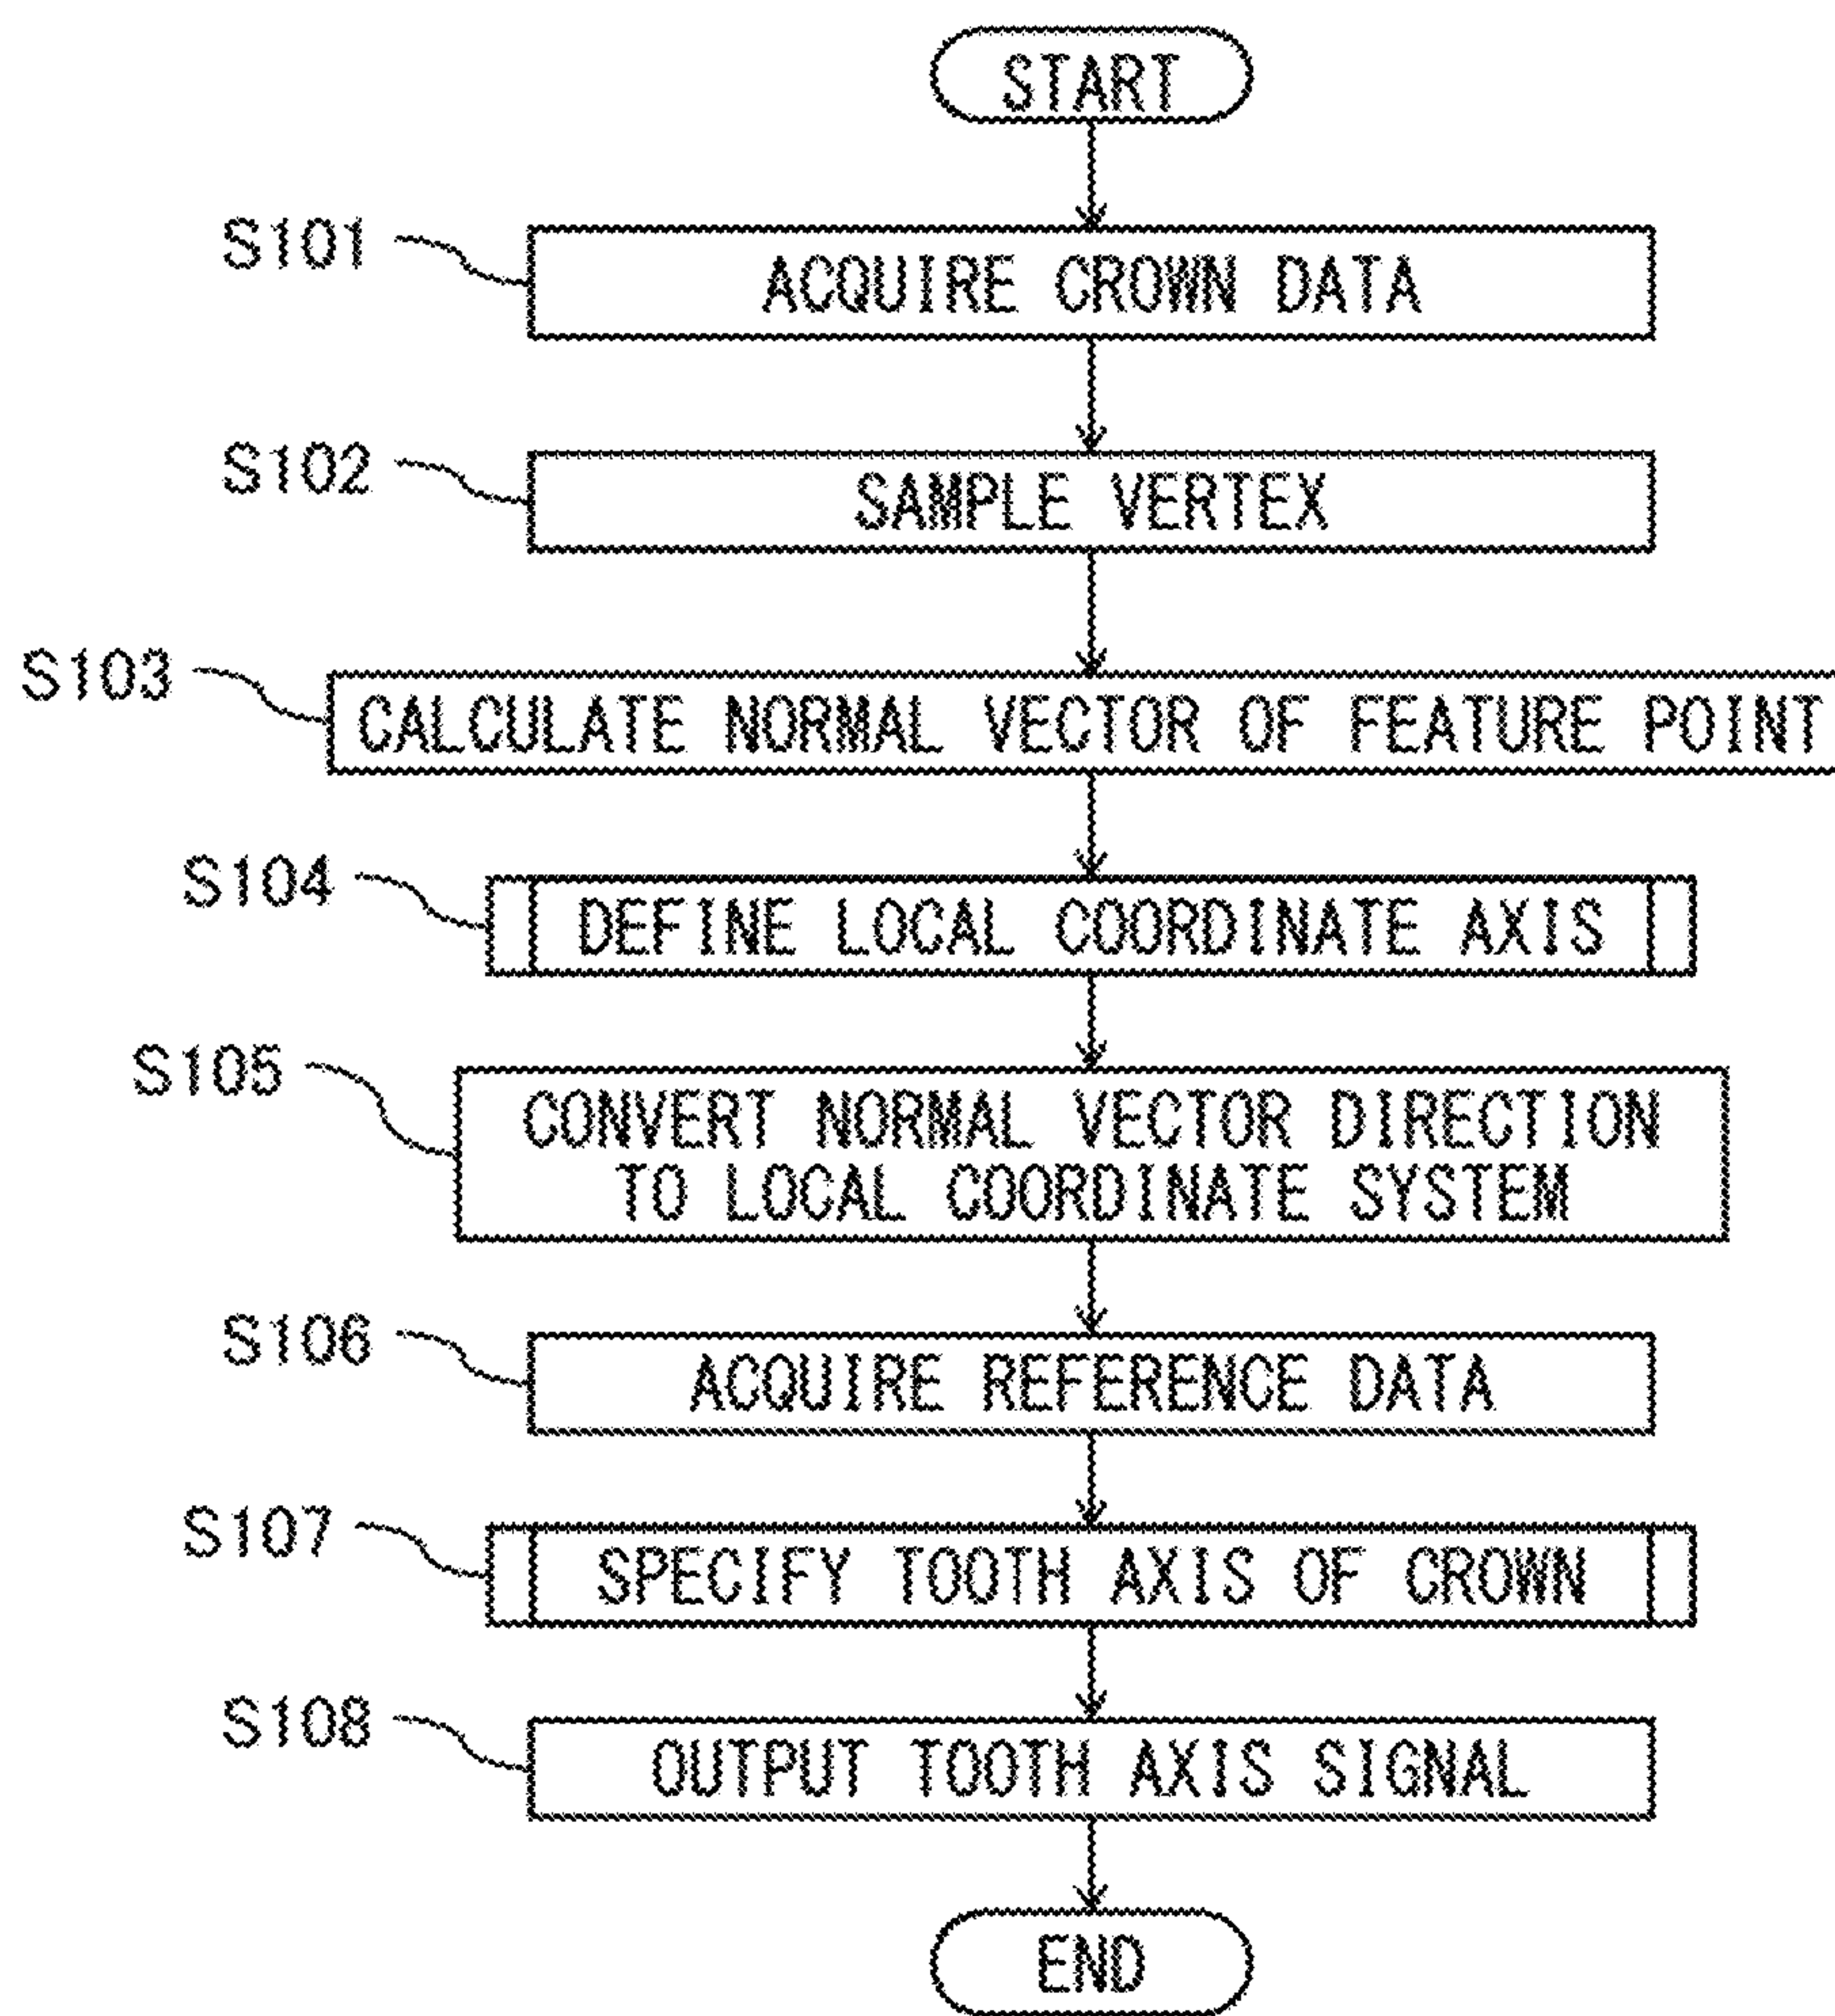 START
S101
ACQUIRE CROWN DATA
S102
SAMPLE VERTEX
S103
CALCULATE NORMAL VECTOR OF FEATURE POINT
S104
DEFINE LOCAL COORDINATE AXIS
S105
CONVERT NORMAL VECTOR DIRECTION
TO LOCAL COORDINATE SYSTEM
S106
ACQUIRE REFERENCE DATA
S107
SPECIFY TOOTH AXIS OF CROWN
S108
OUTPUT TOOTH AXIS SIGNAL
END